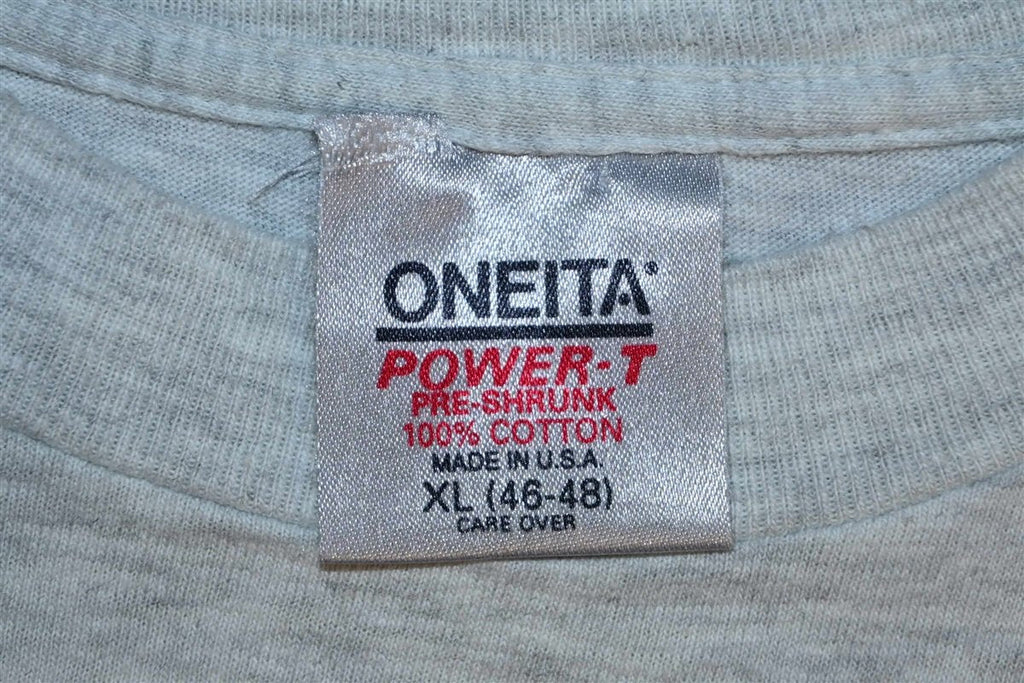 ONEITA®
POWER-T
PRE-SHRUNK
100% COTTON
MADE IN U.S.A.
XL (46-48)
CARE OVER